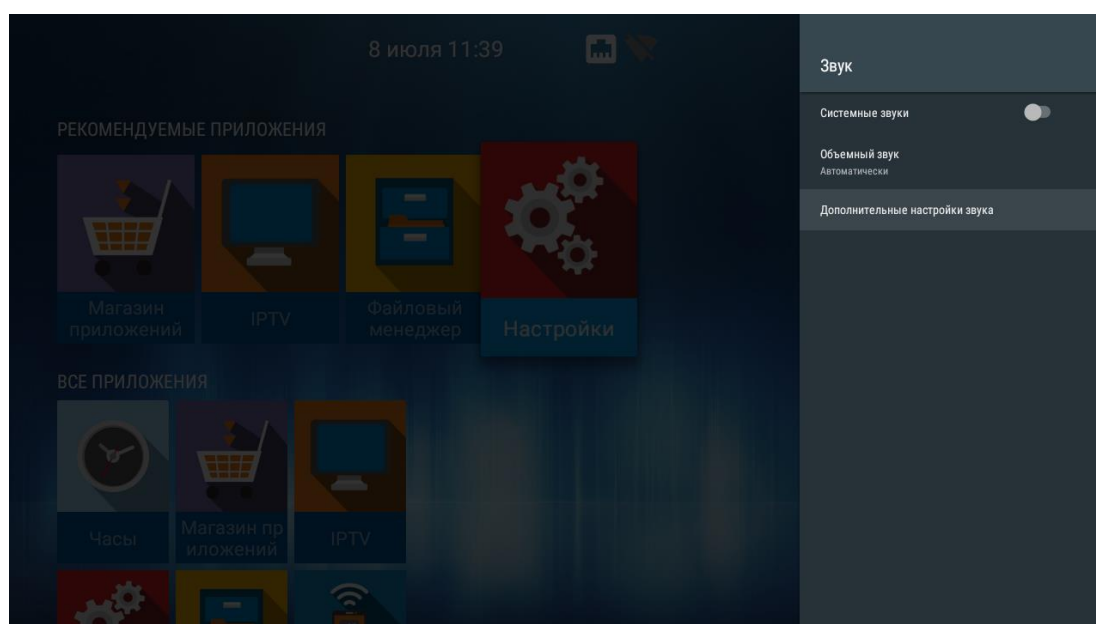 8 июля 11:39
РЕКОМЕНДУЕМЫЕ ПРИЛОЖЕНИЯ
Магазин
приложений
IPTV
Файловый
менеджер
Настройки
ВСЕ ПРИЛОЖЕНИЯ
Часы
Магазин пр
иложений
IPTV
Звук
Системные звуки
Объемный звук
Автоматически
Дополнительные настройки звука